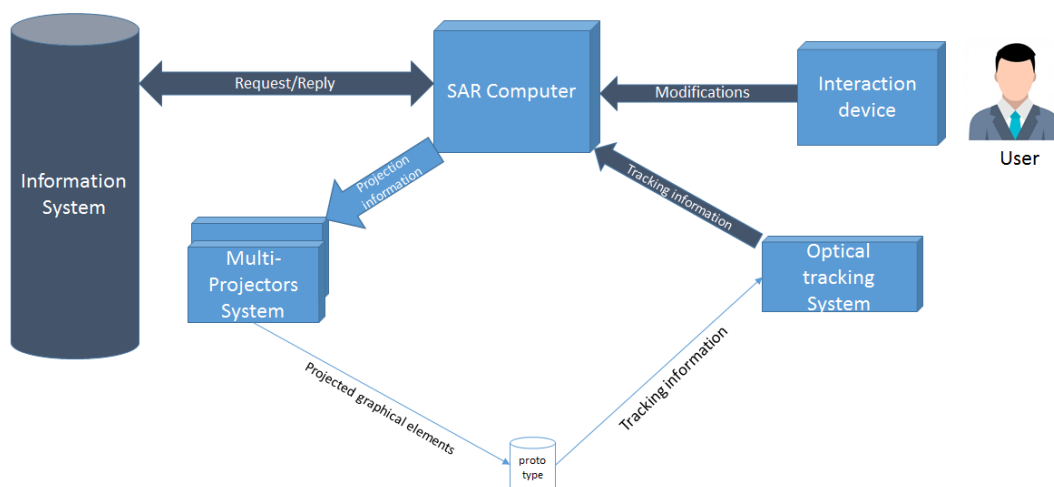 Request/Reply
SAR Computer
Modifications
Interaction
device
User
Information
System
Projection
information
Tracking information
Multi-
Projectors
System
Optical
tracking
System
Projected graphical elements
Tracking information
proto
type